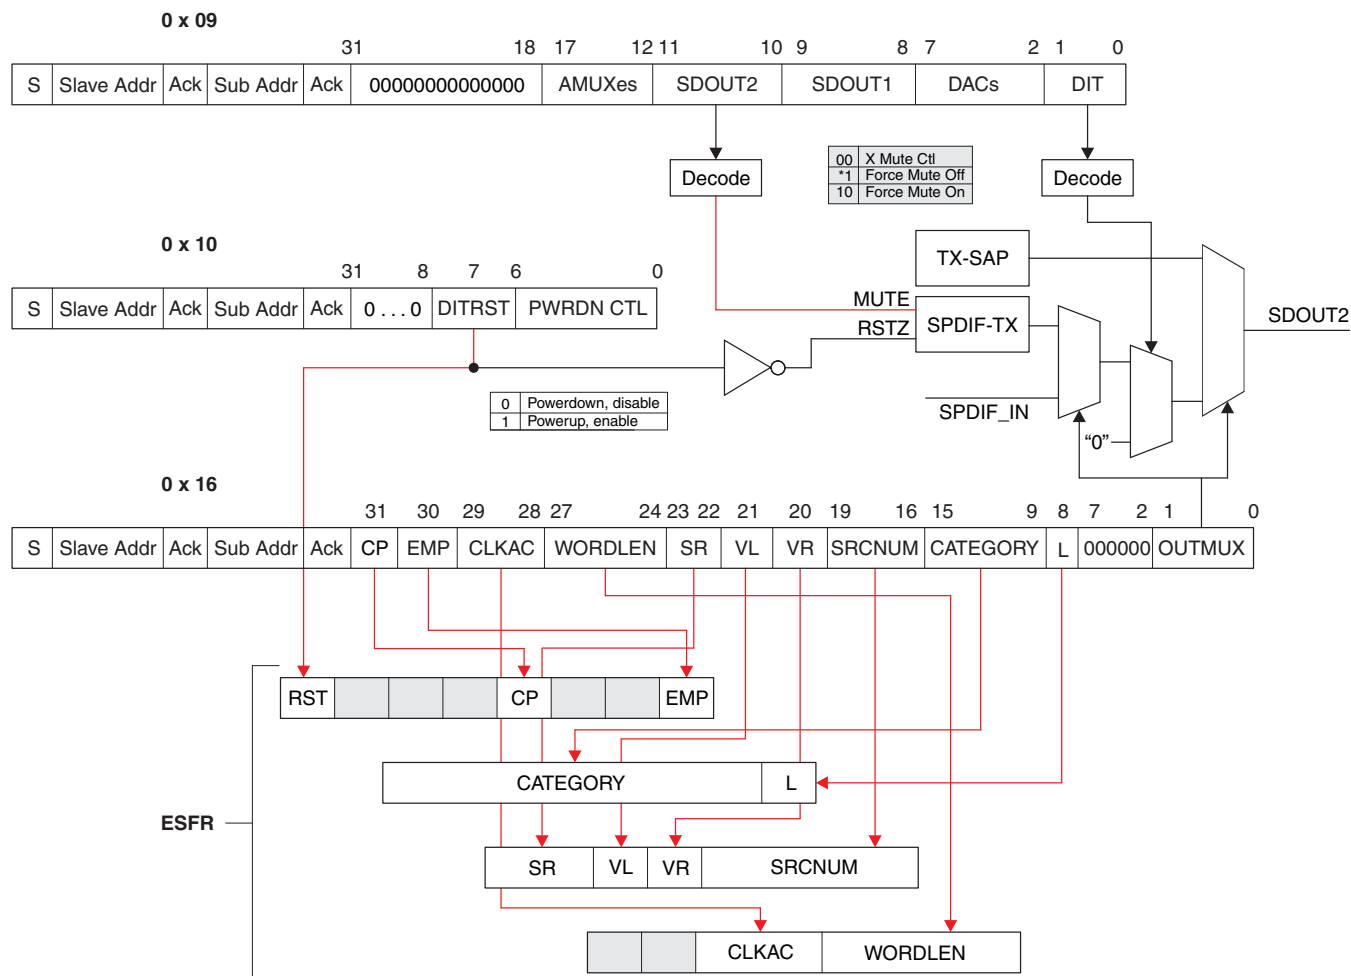 0 x 09
31 18 17 12 11 10 9 8 7 2 1 0
S Slave Addr Ack Sub Addr Ack 00000000000000 AMUXes SDOUT2 SDOUT1 DACs DIT
Decode
00 X Mute Ctl
*1 Force Mute Off
10 Force Mute On
Decode
0 x 10
31 8 7 6 0
S Slave Addr Ack Sub Addr Ack 0 . . . 0 DITRST PWRDN CTL
TX-SAP
MUTE
RSTZ
SPDIF-TX
SDOUT2
0 Powerdown, disable
1 Powerup, enable
SPDIF_IN
“0”
0 x 16
31 30 29 28 27 24 23 22 21 20 19 16 15 9 8 7 2 1 0
S Slave Addr Ack Sub Addr Ack CP EMP CLKAC WORDLEN SR VL VR SRCNUM CATEGORY L 000000 OUTMUX
RST CP EMP
CATEGORY L
ESFR
SR VL VR SRCNUM
CLKAC WORDLEN